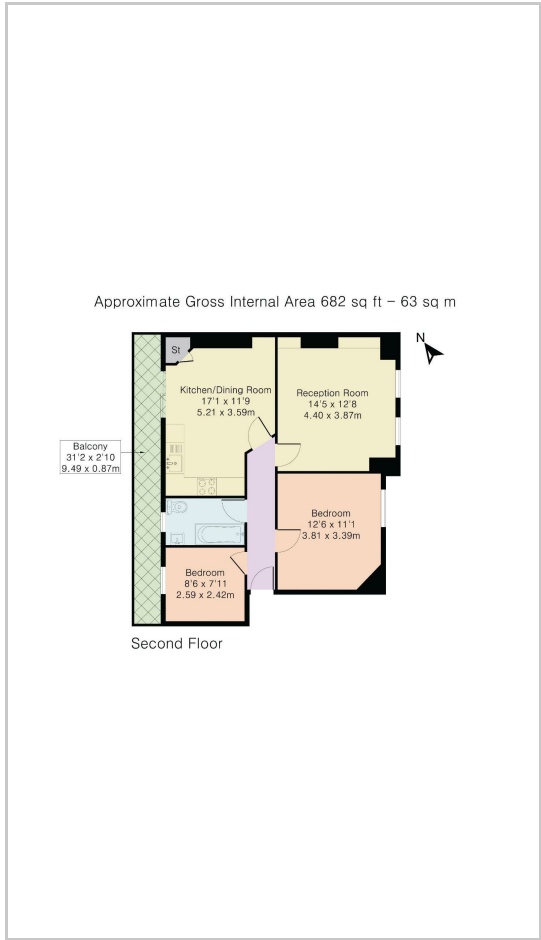 Approximate Gross Internal Area 682 sq ft – 63 sq m
N
St
Kitchen/Dining Room
17'1 x 11'9
5.21 x 3.59m
Reception Room
14'5 x 12'8
4.40 x 3.87m
Balcony
31'2 x 2'10
9.49 x 0.87m
Bedroom
12'6 x 11'1
3.81 x 3.39m
Bedroom
8'6 x 7'11
2.59 x 2.42m
Second Floor